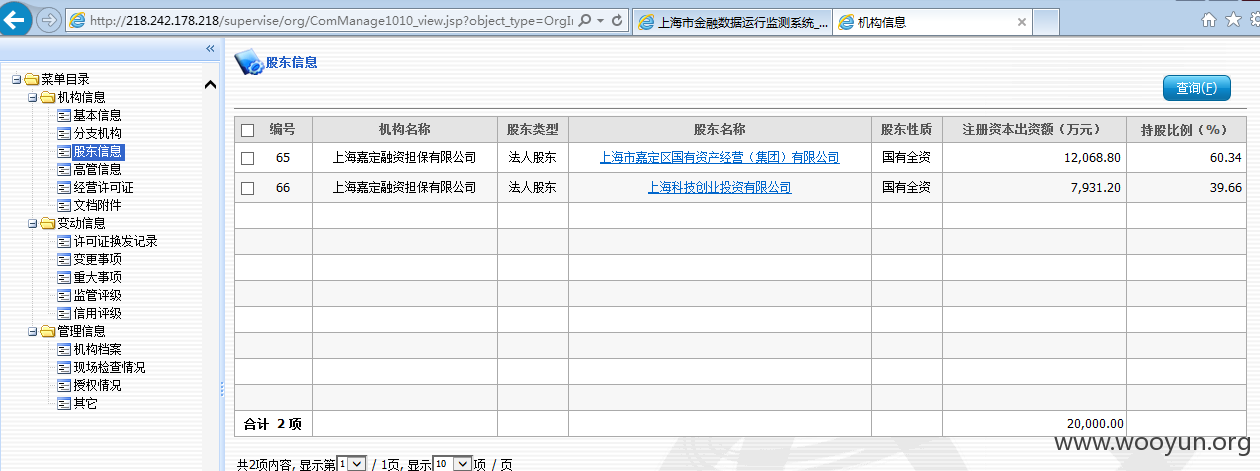 http://218.242.178.218/supervise/org/ComManage1010_view.jsp?object_type=OrgIn
上海市金融数据运行监测系统_...
机构信息
菜单目录
机构信息
基本信息
分支机构
股东信息
高管信息
经营许可证
文档附件
变动信息
许可证换发记录
变更事项
重大事项
监管评级
信用评级
管理信息
机构档案
现场检查情况
授权情况
其它
股东信息
查询(F)
编号 机构名称 股东类型 股东名称 股东性质 注册资本出资额（万元） 持股比例（%）
65 上海嘉定融资担保有限公司 法人股东 上海市嘉定区国有资产经营（集团）有限公司 国有全资 12,068.80 60.34
66 上海嘉定融资担保有限公司 法人股东 上海科技创业投资有限公司 国有全资 7,931.20 39.66
合计 2 项 20,000.00
共2项内容, 显示第1 / 1页, 显示10项 / 页
www.wooyun.org